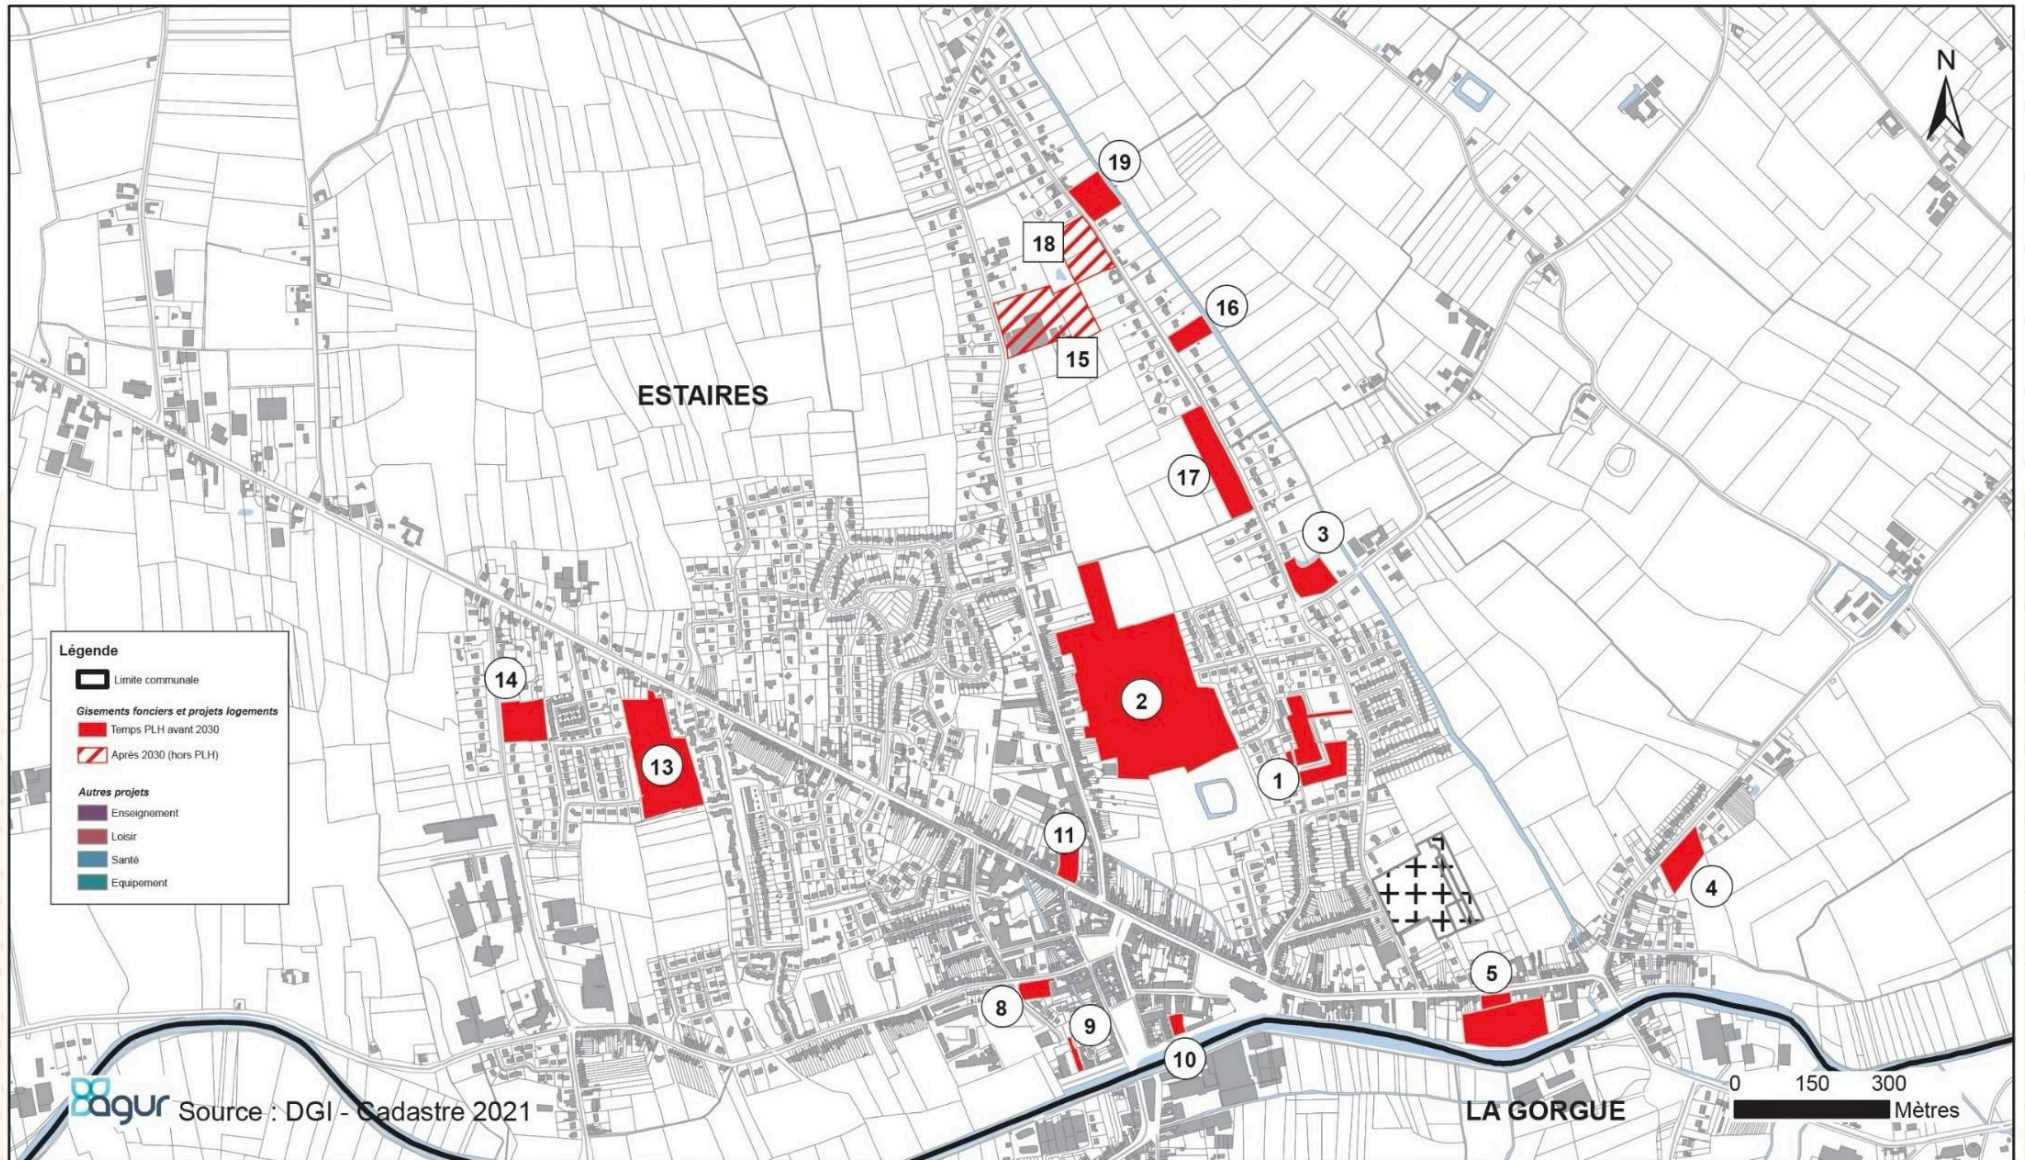 N
19
18
16
15
ESTAIRES
17
3
Légende
Limite communale
Gisements fonciers et projets logements
Temps PLH avant 2030
Après 2030 (hors PLH)
Autres projets
Enseignement
Loisir
Santé
Equipement
14
2
13
1
11
4
5
8
9
10
0 150 300
Mètres
LA GORGUE
agur Source : DGI - Cadastre 2021